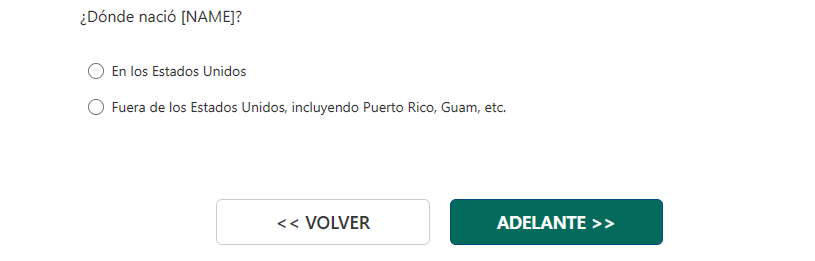 ¿Dónde nació [NAME]?
En los Estados Unidos
Fuera de los Estados Unidos, incluyendo Puerto Rico, Guam, etc.
<< VOLVER
ADELANTE >>